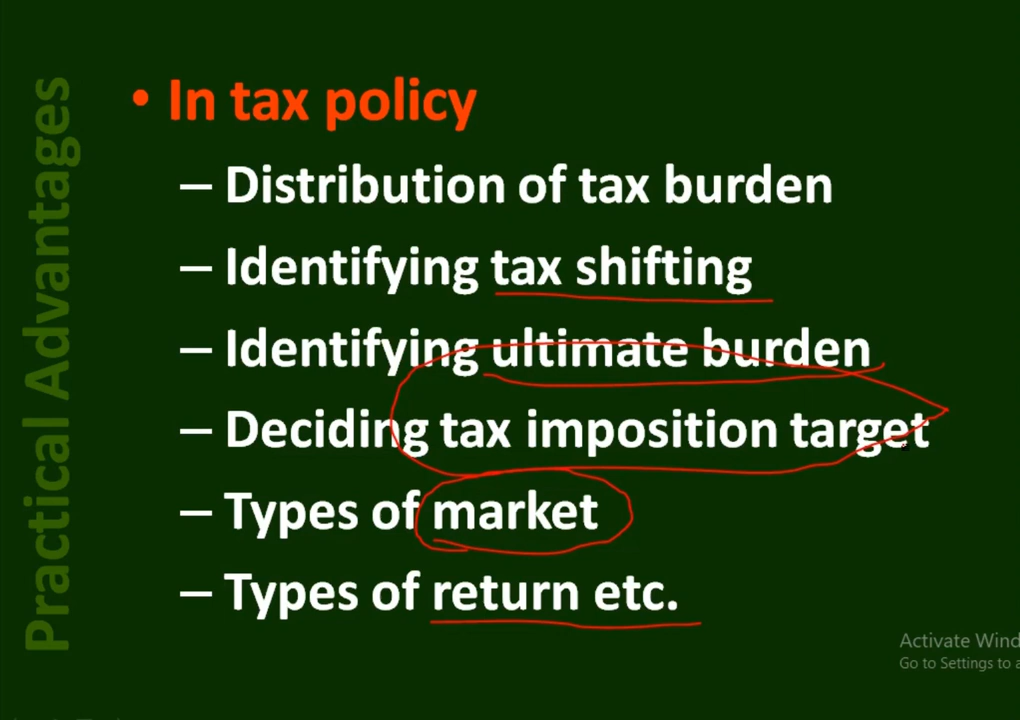 Practical Advantages
• In tax policy
– Distribution of tax burden
– Identifying tax shifting
– Identifying ultimate burden
– Deciding tax imposition target
– Types of market
– Types of return etc.
Activate Wind
Go to Settings to a